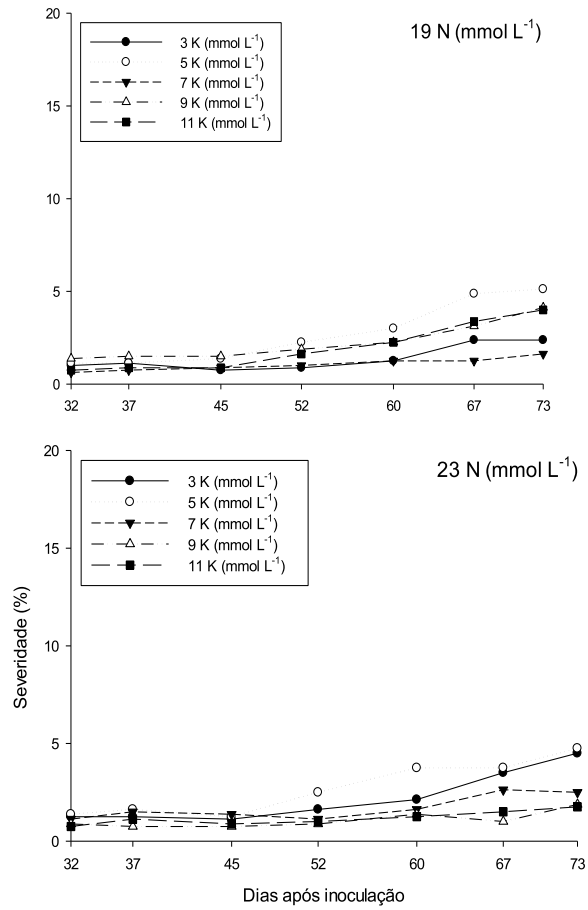 19 N (mmol L⁻¹)
3 K (mmol L⁻¹)
5 K (mmol L⁻¹)
7 K (mmol L⁻¹)
9 K (mmol L⁻¹)
11 K (mmol L⁻¹)
20
15
10
5
0
32 37 45 52 60 67 73
23 N (mmol L⁻¹)
3 K (mmol L⁻¹)
5 K (mmol L⁻¹)
7 K (mmol L⁻¹)
9 K (mmol L⁻¹)
11 K (mmol L⁻¹)
Severidade (%)
20
15
10
5
0
32 37 45 52 60 67 73
Dias após inoculação